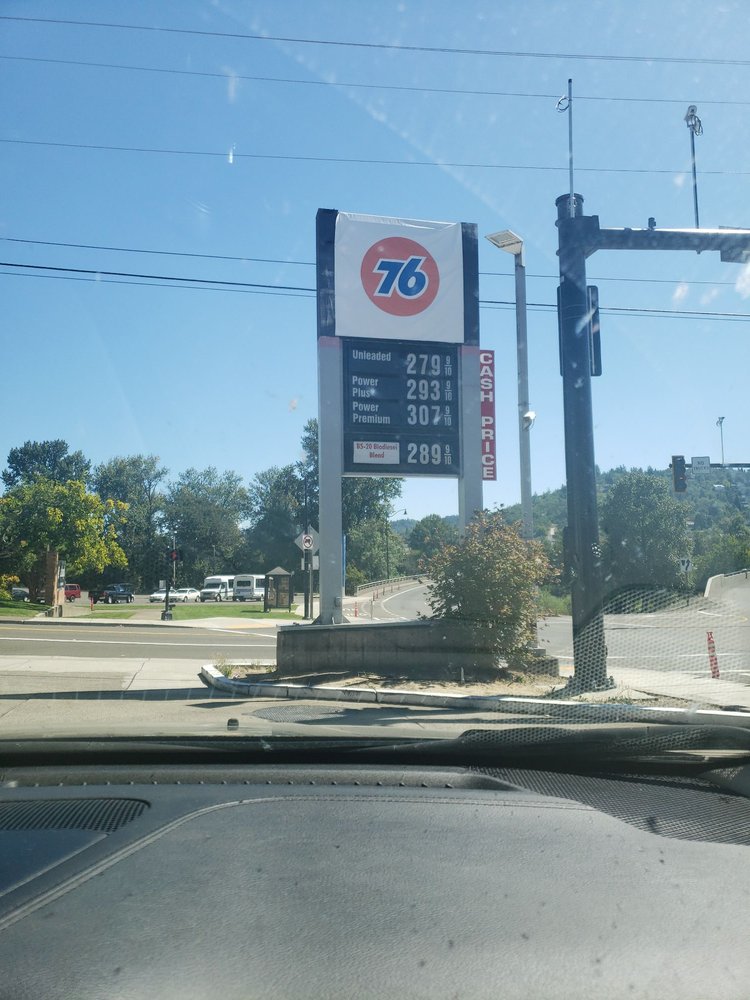 76
Unleaded 279 9/10
Power Plus 293 9/10
Power Premium 307 9/10
B5-20 Biodiesel Blend 289 9/10
CASH PRICE